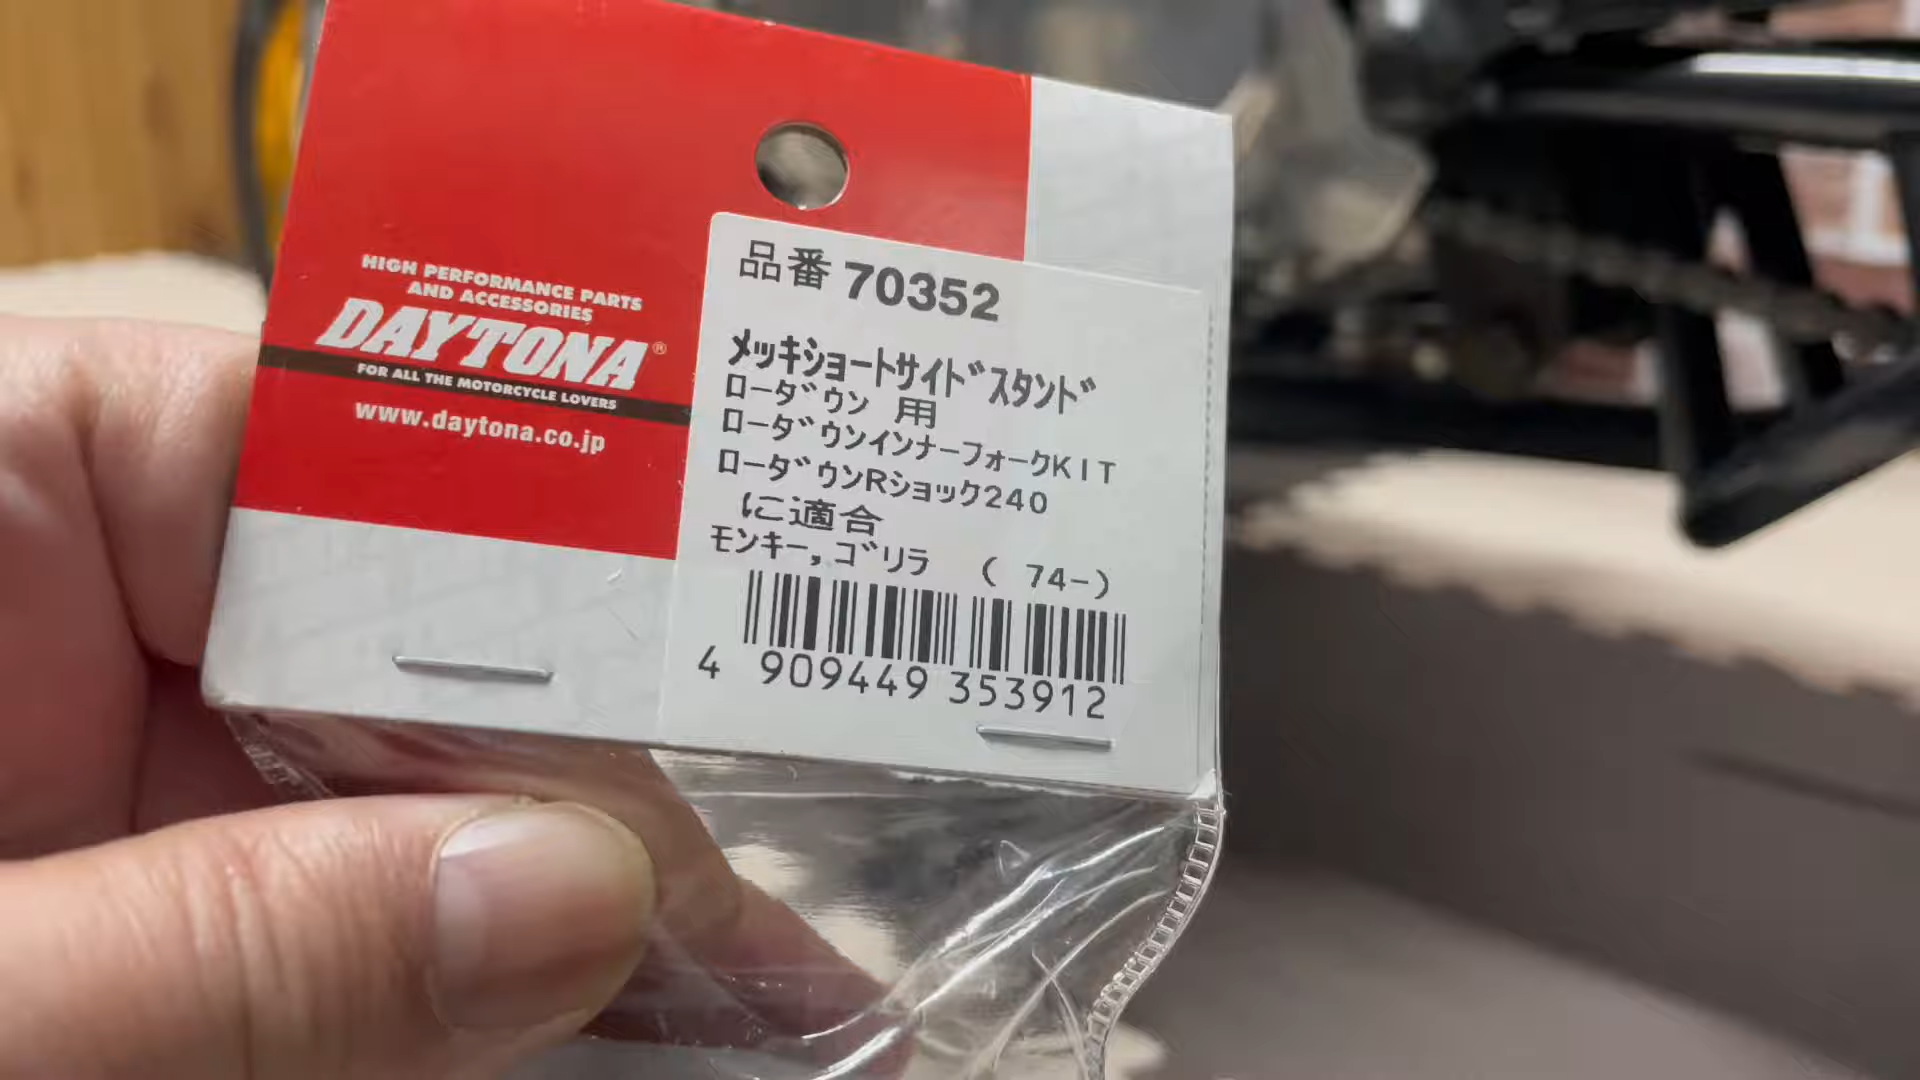 HIGH PERFORMANCE PARTS
AND ACCESSORIES
DAYTONA®
FOR ALL THE MOTORCYCLE LOVERS
www.daytona.co.jp
品番 70352
メッキショートサイドスタンド
ローダウン 用
ローダウンインナーフォークKIT
ローダウンRショック240
に適合
モンキー,ゴリラ ( 74-)
4 909449 353912